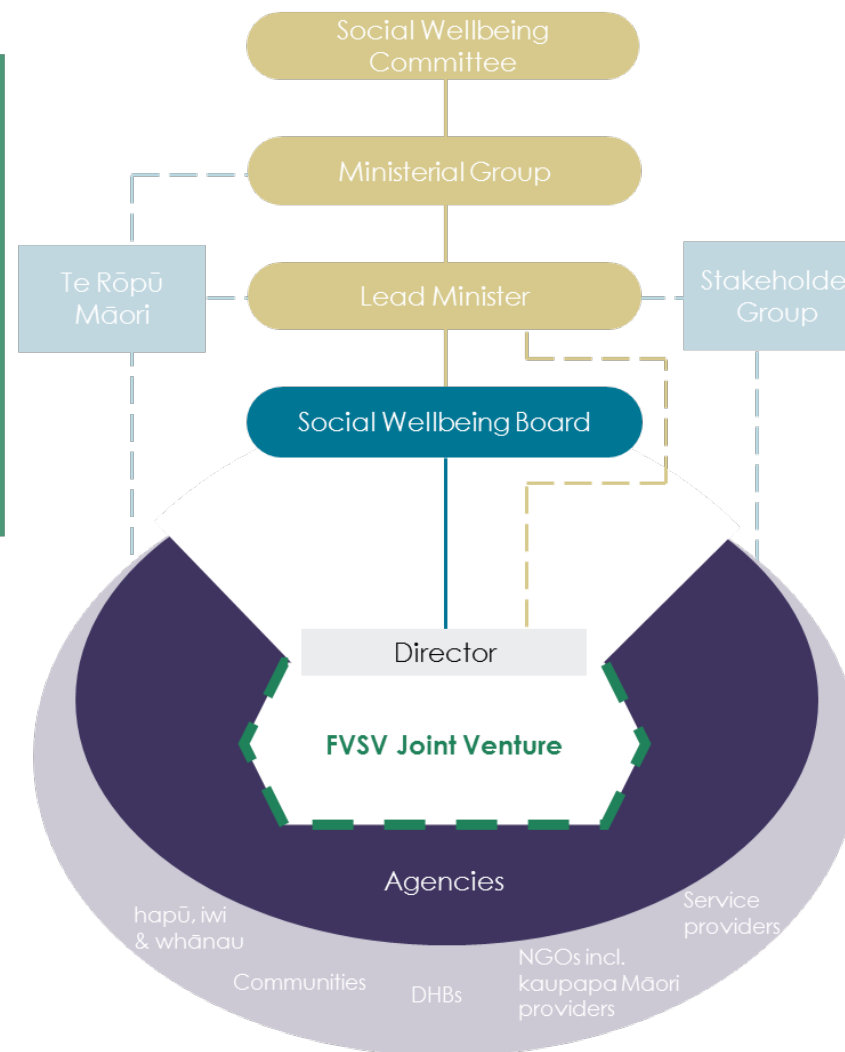 Social Wellbeing
Committee
Ministerial Group
Te Rōpū
Māori
Lead Minister
Stakeholde
Group
Social Wellbeing Board
Director
FVSV Joint Venture
Agencies
hapū, iwi
& whānau
Communities
DHBs
NGOs incl.
kaupapa Māori
providers
Service
providers